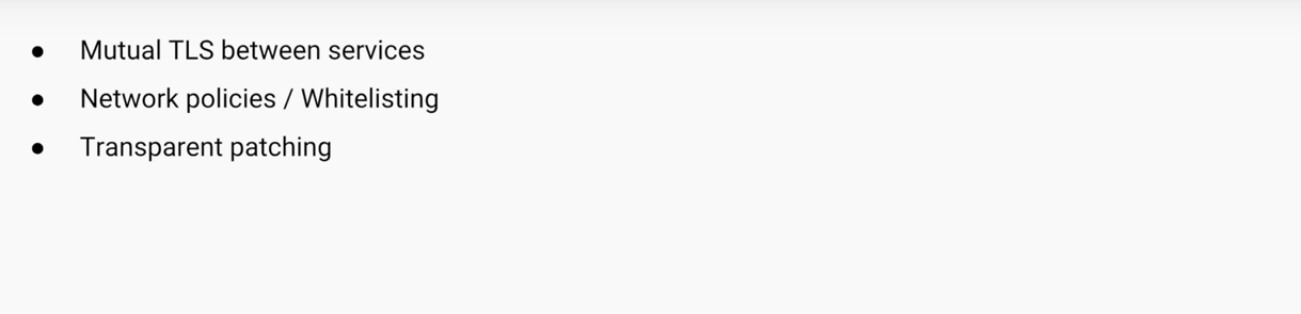 ● Mutual TLS between services
● Network policies / Whitelisting
● Transparent patching